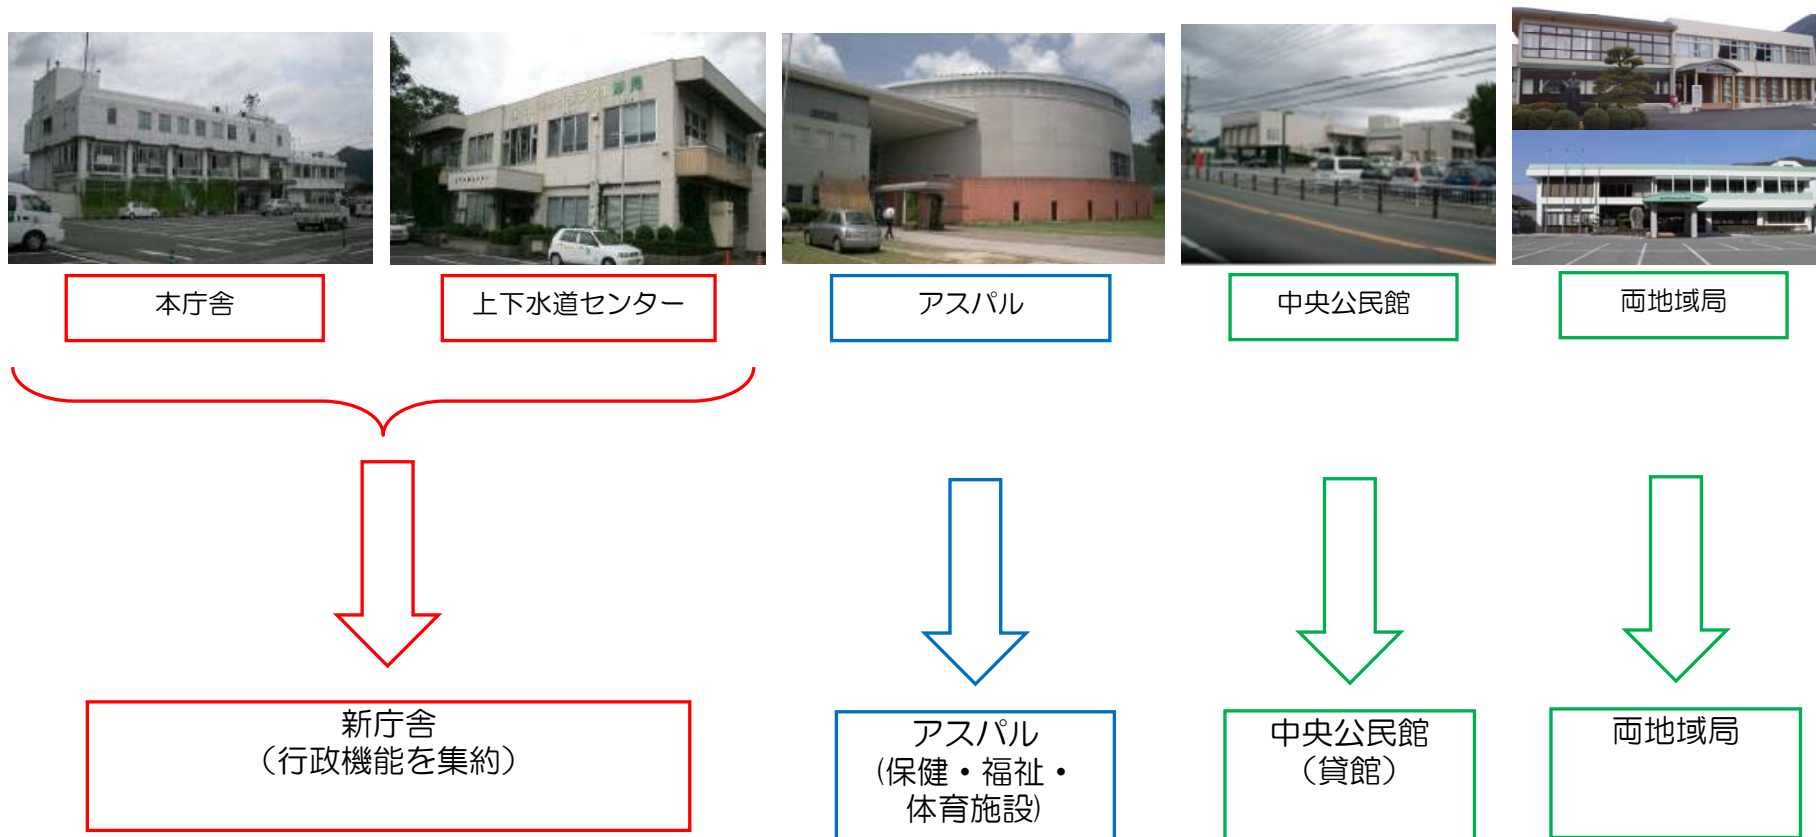 本庁舎
上下水道センター
アスパル
中央公民館
両地域局
新庁舎
（行政機能を集約）
アスパル
(保健・福祉・
体育施設)
中央公民館
（貸館）
両地域局